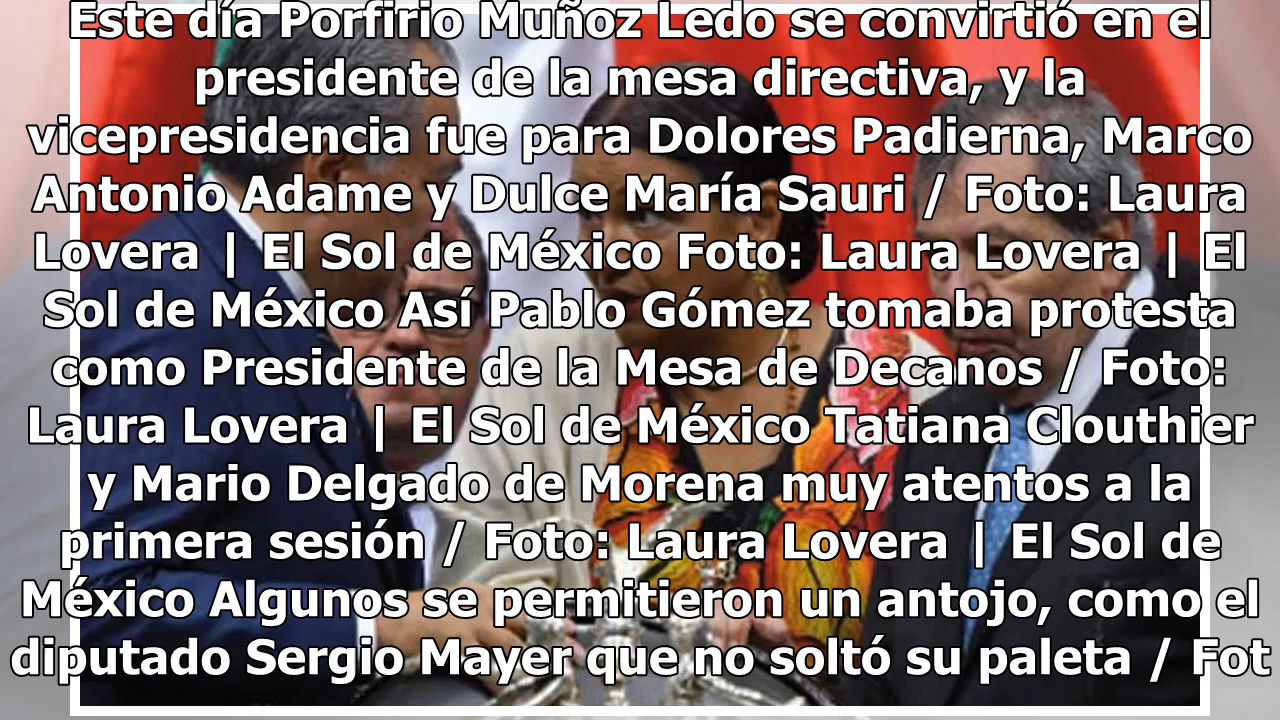 Este día Porfirio Muñoz Ledo se convirtió en el
presidente de la mesa directiva, y la
vicepresidencia fue para Dolores Padierna, Marco
Antonio Adame y Dulce María Sauri / Foto: Laura
Lovera | El Sol de México Foto: Laura Lovera | El
Sol de México Así Pablo Gómez tomaba protesta
como Presidente de la Mesa de Decanos / Foto:
Laura Lovera | El Sol de México Tatiana Clouthier
y Mario Delgado de Morena muy atentos a la
primera sesión / Foto: Laura Lovera | El Sol de
México Algunos se permitieron un antojo, como el
diputado Sergio Mayer que no soltó su paleta / Fot